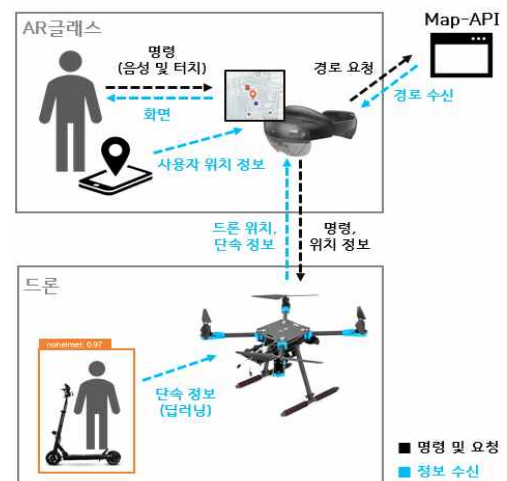 AR글래스
Map-API
명령
(음성 및 터치)
화면
경로 요청
경로 수신
사용자 위치 정보
드론 위치,
단속 정보
명령,
위치 정보
드론
nohelmet: 0.97
단속 정보
(딥러닝)
명령 및 요청
정보 수신